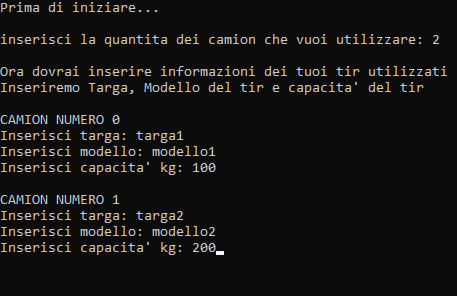 Prima di iniziare...
inserisci la quantita dei camion che vuoi utilizzare: 2
Ora dovrai inserire informazioni dei tuoi tir utilizzati
Inseriremo Targa, Modello del tir e capacita' del tir
CAMION NUMERO 0
Inserisci targa: targa1
Inserisci modello: modello1
Inserisci capacita' kg: 100
CAMION NUMERO 1
Inserisci targa: targa2
Inserisci modello: modello2
Inserisci capacita' kg: 200